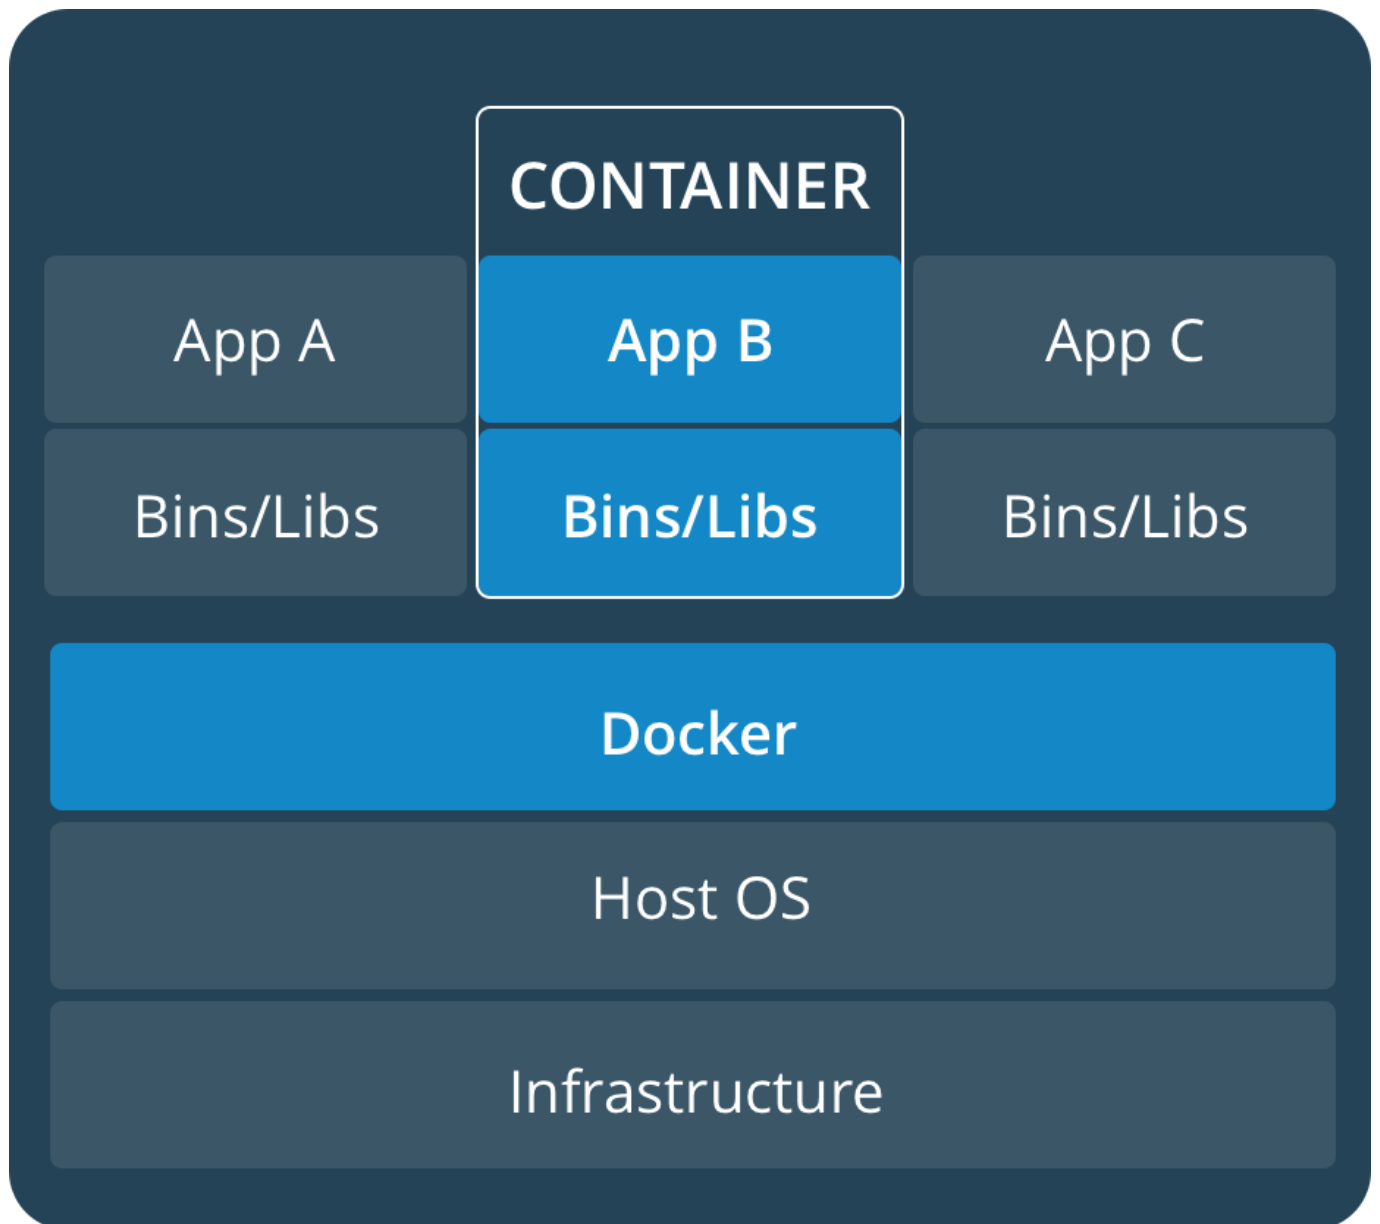 CONTAINER
App A
App B
App C
Bins/Libs
Bins/Libs
Bins/Libs
Docker
Host OS
Infrastructure